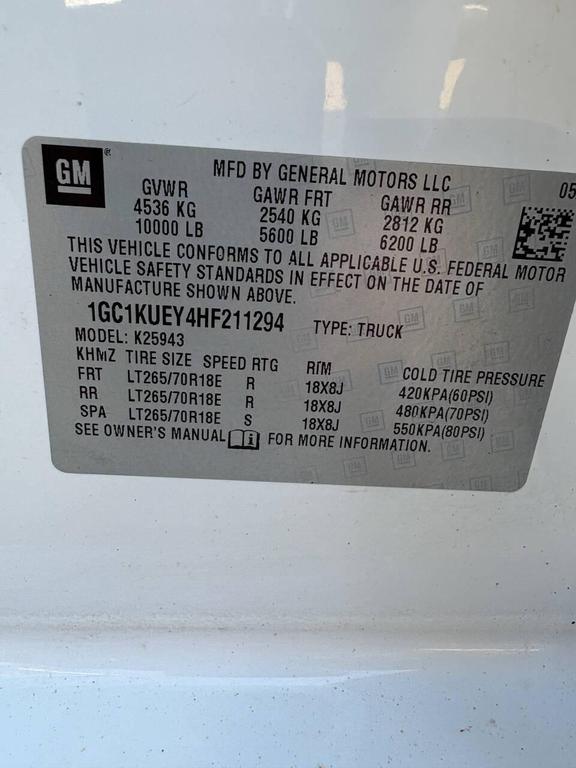 GM
MFD BY GENERAL MOTORS LLC 05
GVWR GAWR FRT GAWR RR
4536 KG 2540 KG 2812 KG
10000 LB 5600 LB 6200 LB
THIS VEHICLE CONFORMS TO ALL APPLICABLE U.S. FEDERAL MOTOR
VEHICLE SAFETY STANDARDS IN EFFECT ON THE DATE OF
MANUFACTURE SHOWN ABOVE.
1GC1KUEY4HF211294 TYPE: TRUCK
MODEL: K25943
KHMZ TIRE SIZE SPEED RTG RIM COLD TIRE PRESSURE
FRT LT265/70R18E R 18X8J 420KPA(60PSI)
RR LT265/70R18E R 18X8J 480KPA(70PSI)
SPA LT265/70R18E S 18X8J 550KPA(80PSI)
SEE OWNER'S MANUAL FOR MORE INFORMATION.